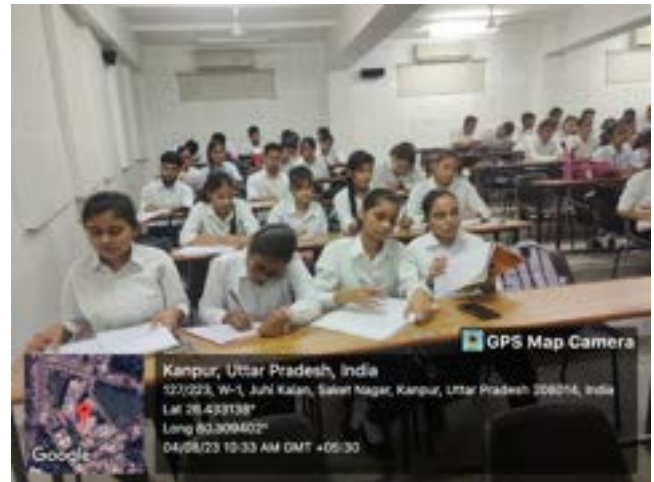 GPS Map Camera
Kanpur, Uttar Pradesh, India
127/223, W-1, Juhi Kalan, Saket Nagar, Kanpur, Uttar Pradesh 208014, India
Lat 26.433138°
Long 80.309402°
04/08/23 10:33 AM GMT +05:30
Google